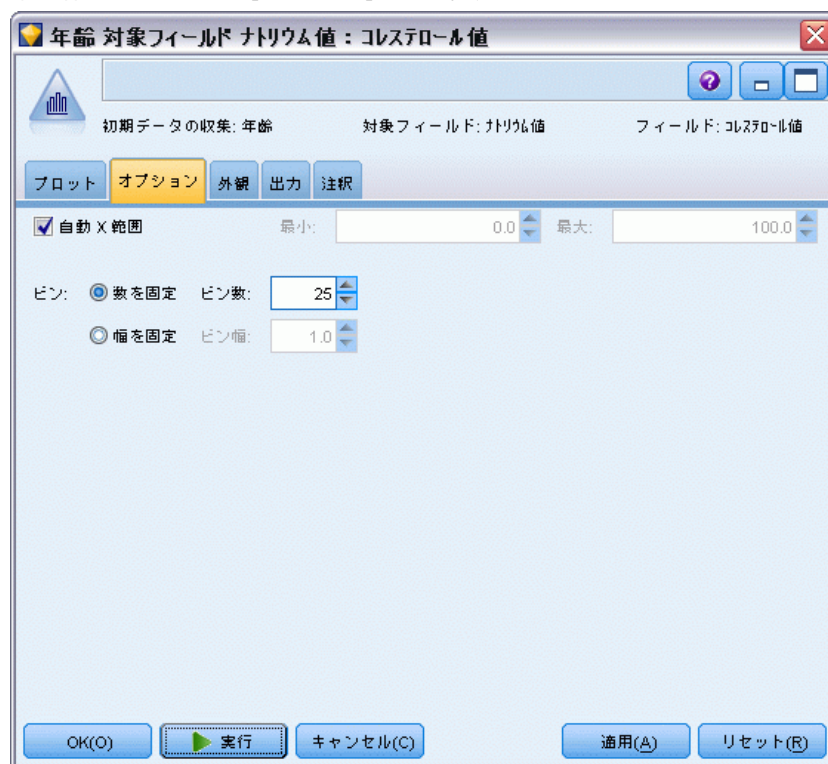 年齢 対象フィールド ナトリウム値：コレステロール値
初期データの収集: 年齢 対象フィールド: ナトリウム値 フィールド: コレステロール値
プロット オプション 外観 出力 注釈
自動 X 範囲 最小: 0.0 最大: 100.0
ビン: 数を固定 ビン数: 25
幅を固定 ビン幅: 1.0
OK(O) 実行 キャンセル(C) 適用(A) リセット(R)